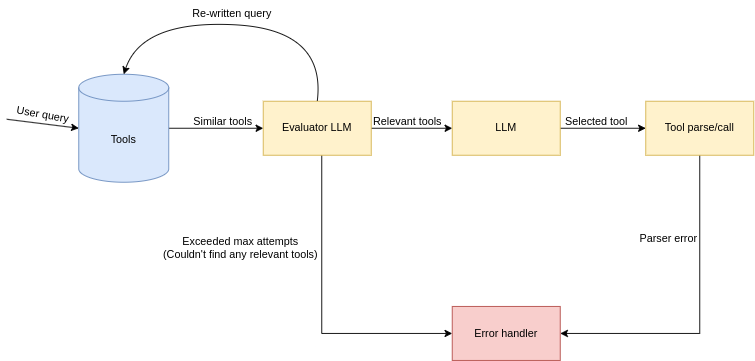 Re-written query
User query
Tools
Similar tools
Evaluator LLM
Relevant tools
LLM
Selected tool
Tool parse/call
Exceeded max attempts
(Couldn't find any relevant tools)
Parser error
Error handler